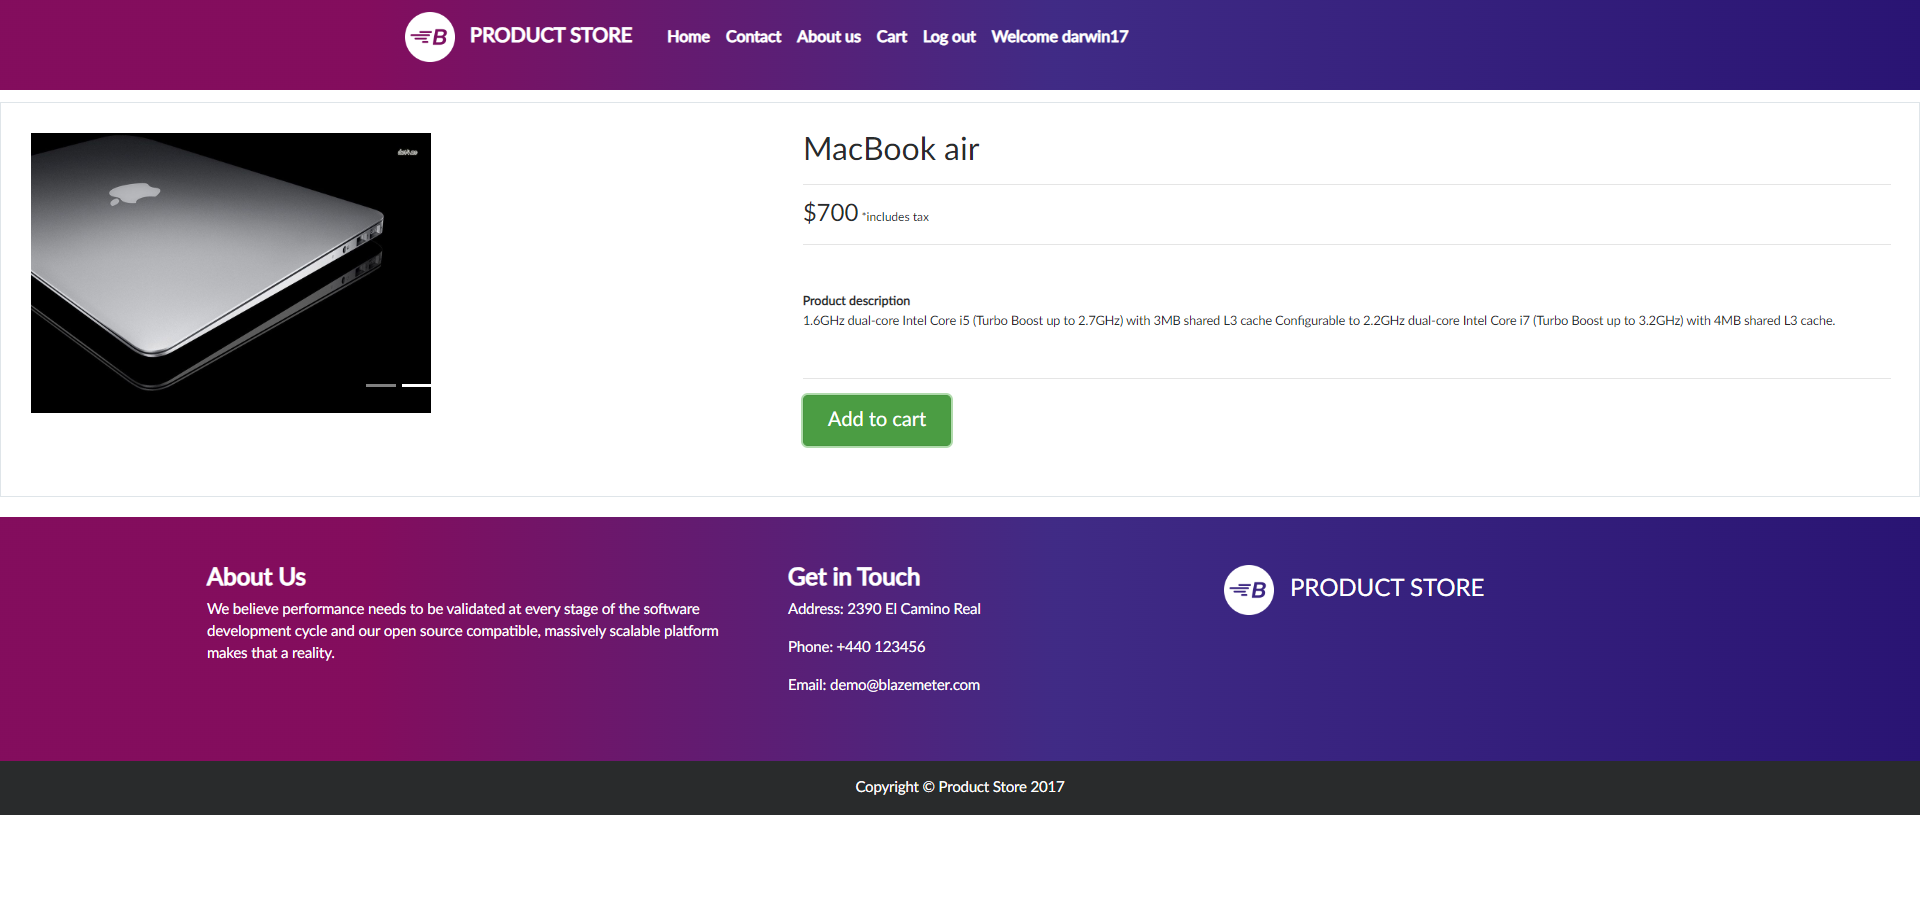 B PRODUCT STORE Home Contact About us Cart Log out Welcome darwin17
MacBook air
$700 *includes tax
Product description
1.6GHz dual-core Intel Core i5 (Turbo Boost up to 2.7GHz) with 3MB shared L3 cache Configurable to 2.2GHz dual-core Intel Core i7 (Turbo Boost up to 3.2GHz) with 4MB shared L3 cache.
Add to cart
About Us
We believe performance needs to be validated at every stage of the software
development cycle and our open source compatible, massively scalable platform
makes that a reality.
Get in Touch
Address: 2390 El Camino Real
Phone: +440 123456
Email: demo@blazemeter.com
B PRODUCT STORE
Copyright © Product Store 2017